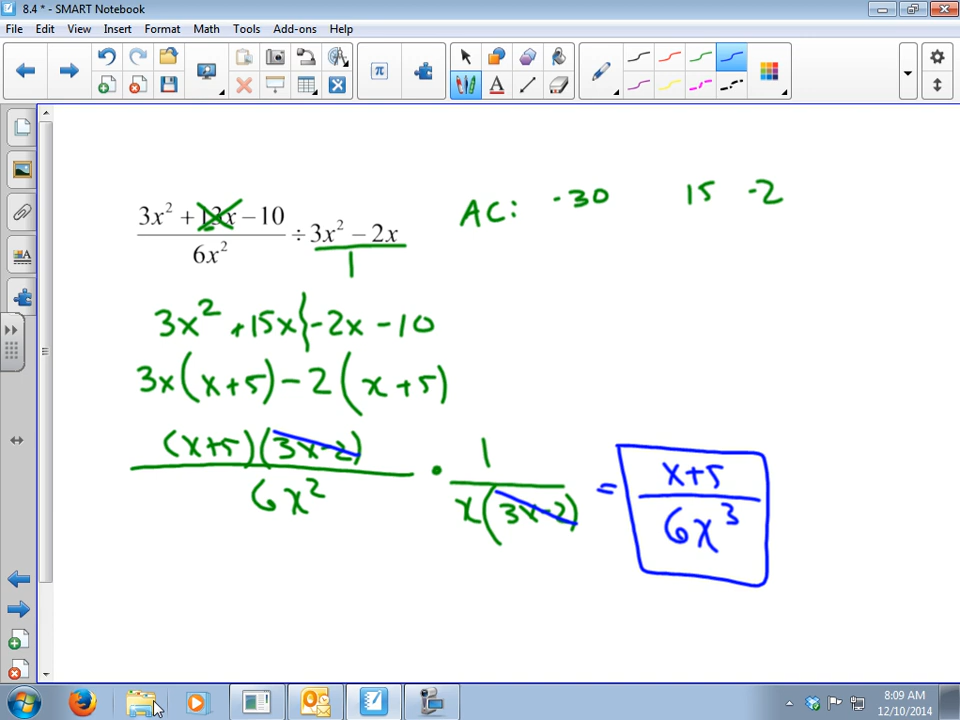 8.4 * - SMART Notebook
File Edit View Insert Format Math Tools Add-ons Help
AC: -30 15 -2
3x² + 13x – 10
6x²
÷ 3x² – 2x
1
3x² +15x -2x -10
3x(x+5) -2(x+5)
(x+5)(3x-2)
6x²
· 1
x(3x-2)
= x+5
6x³
8:09 AM
12/10/2014